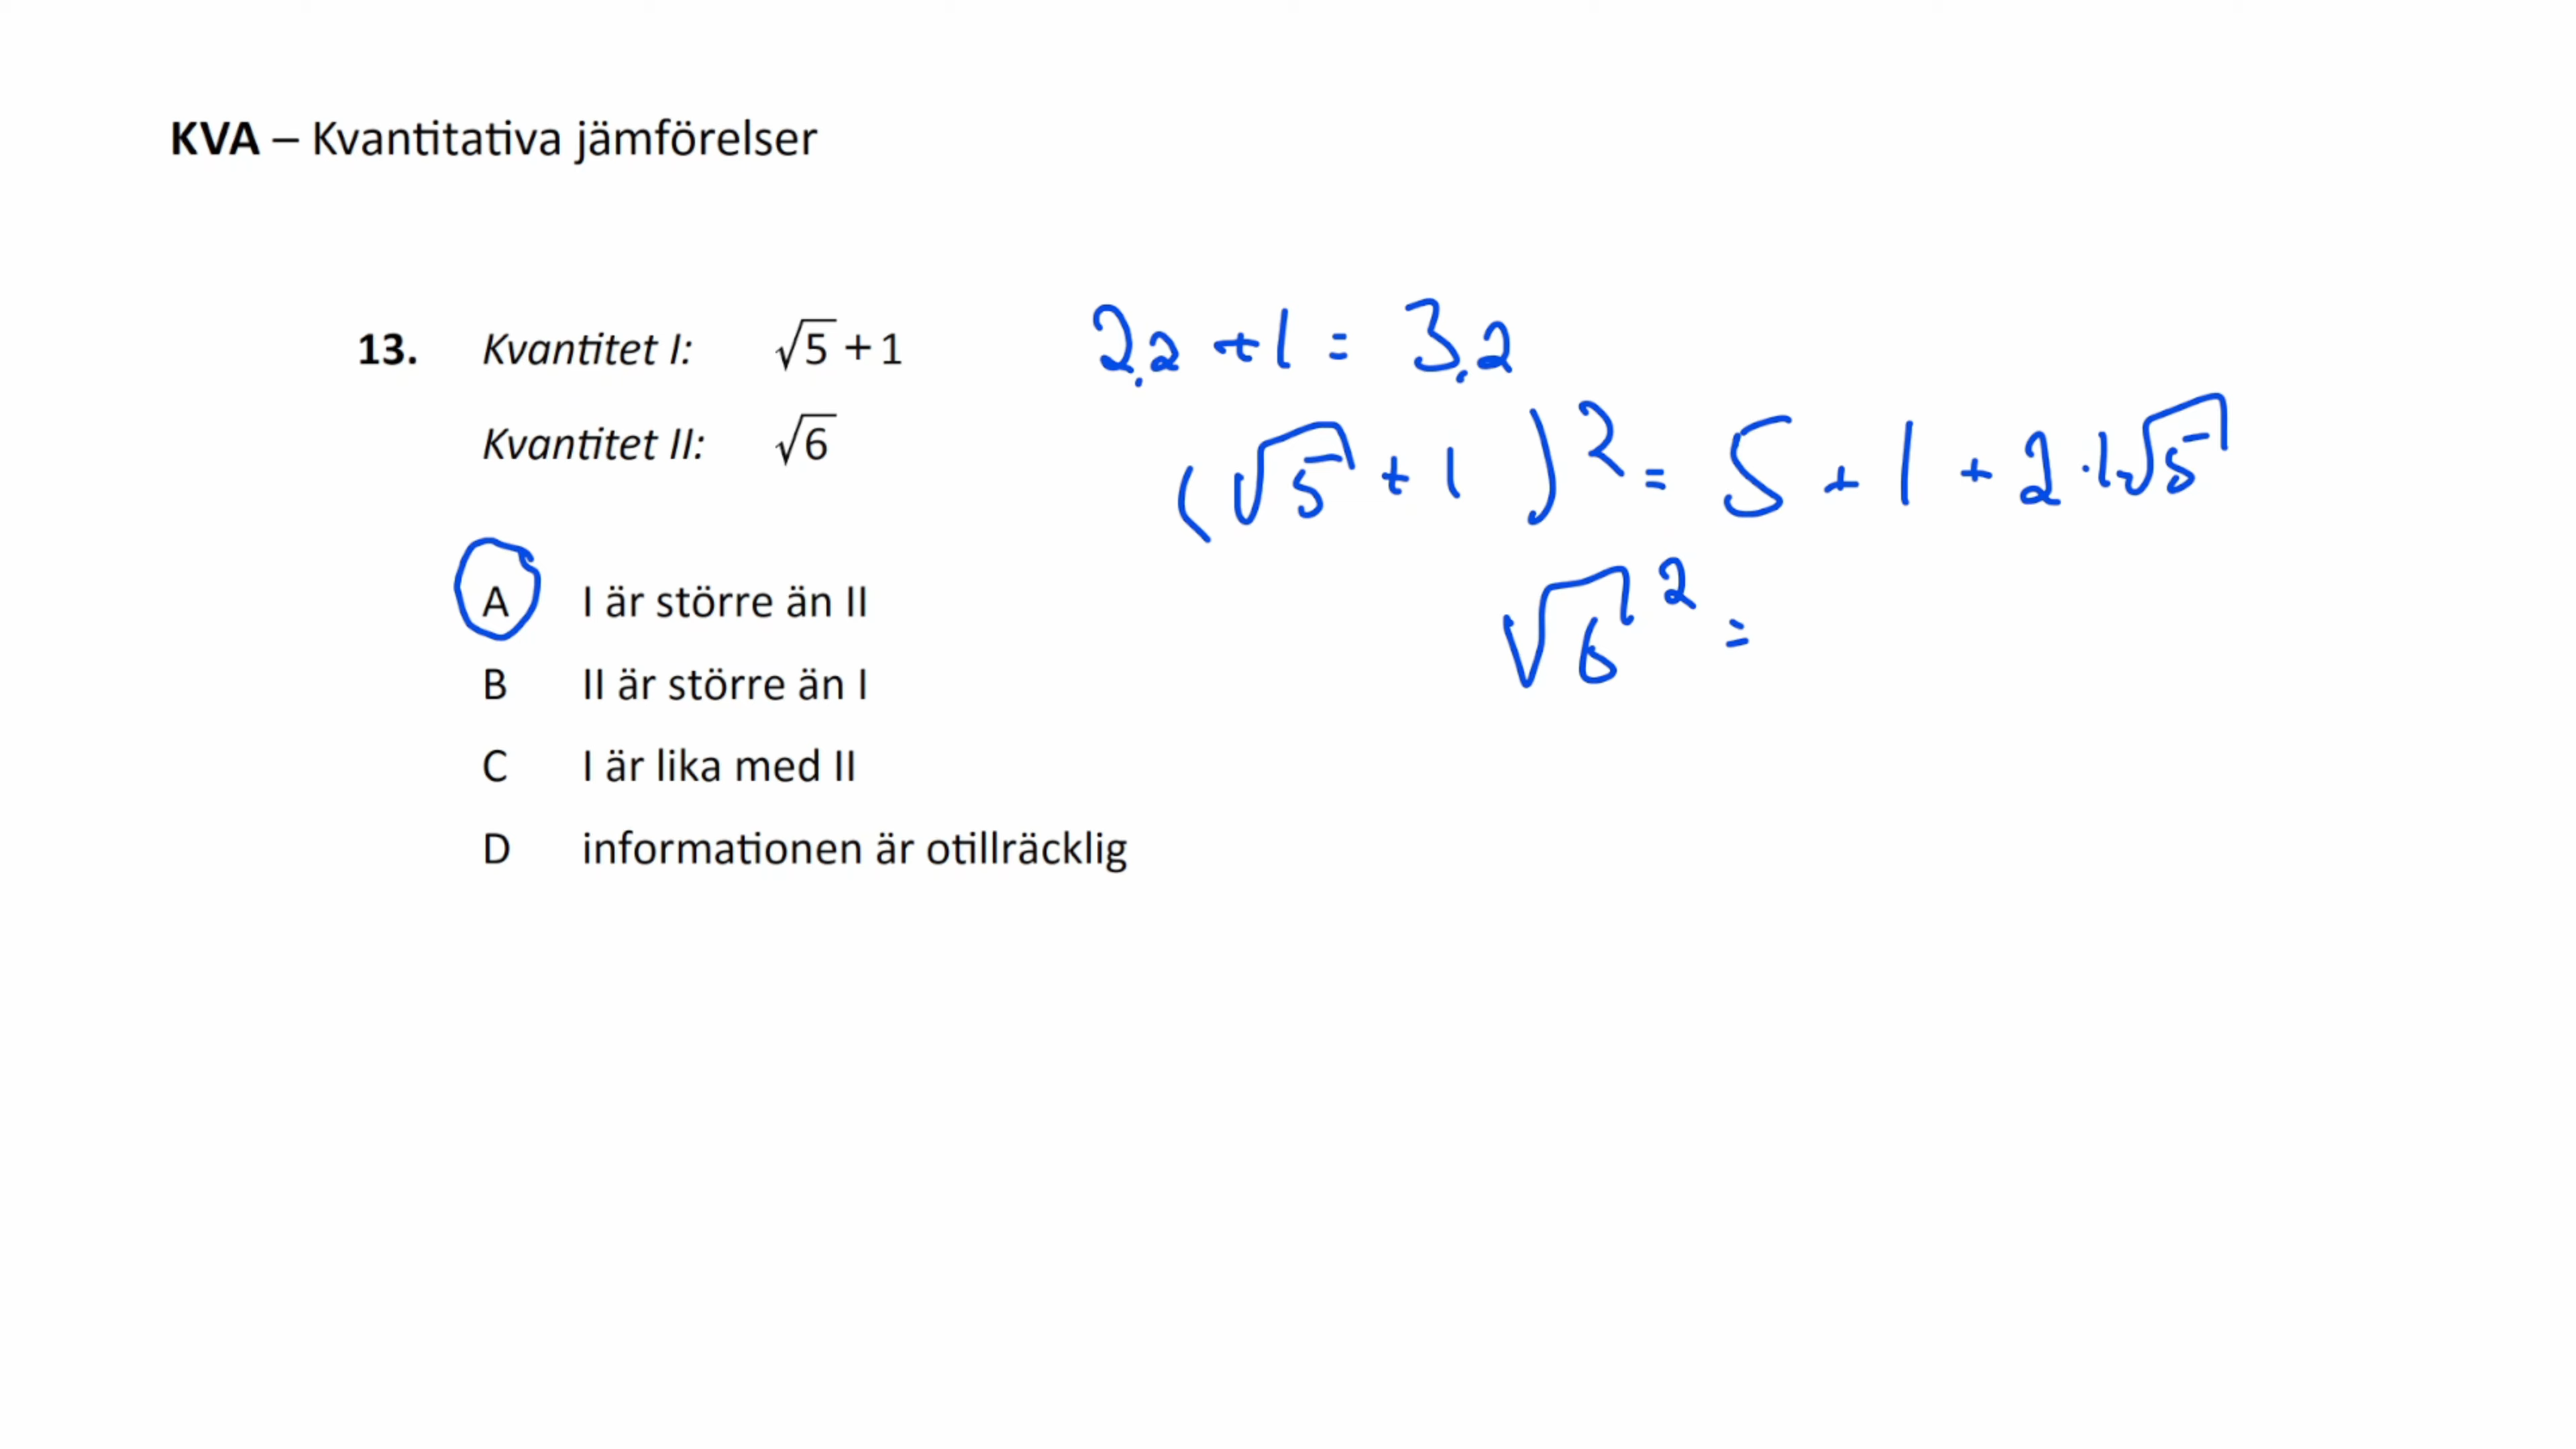 KVA – Kvantitativa jämförelser
13. Kvantitet I: √5 + 1
2.2 + 1 = 3.2
Kvantitet II: √6
(√5 + 1)² = 5 + 1 + 2 · 1 · √5
√6² =
A I är större än II
B II är större än I
C I är lika med II
D informationen är otillräcklig